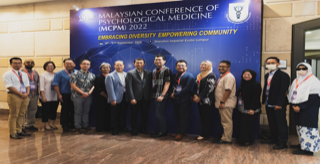 MALAYSIAN CONFERENCE OF
PSYCHOLOGICAL MEDICINE
(MCPM) 2022
EMBRACING DIVERSITY, EMPOWERING COMMUNITY